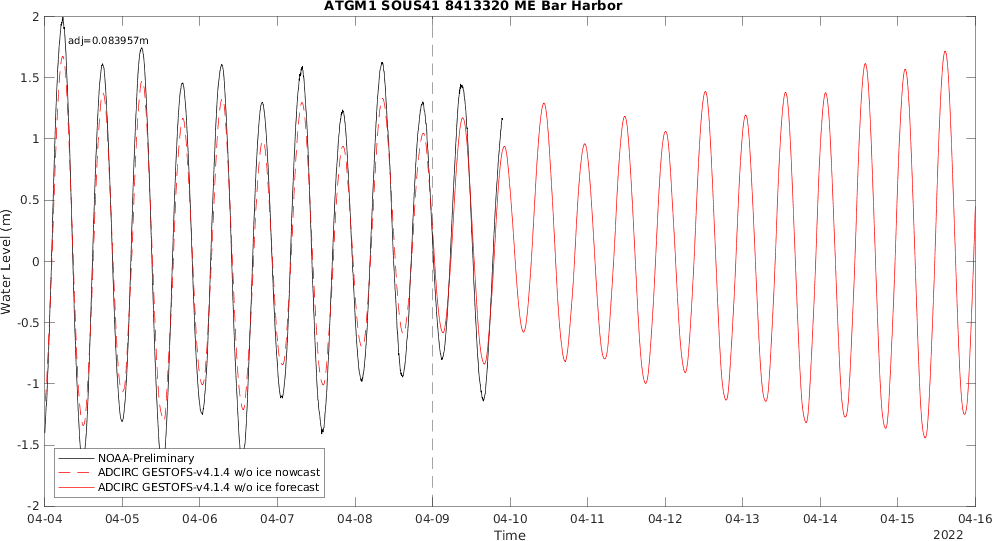 ATGM1 SOUS41 8413320 ME Bar Harbor
adj=0.083957m
2
1.5
1
0.5
0
-0.5
-1
-1.5
-2
Water Level (m)
NOAA-Preliminary
ADCIRC GESTOFS-v4.1.4 w/o ice nowcast
ADCIRC GESTOFS-v4.1.4 w/o ice forecast
04-04 04-05 04-06 04-07 04-08 04-09 04-10 04-11 04-12 04-13 04-14 04-15 04-16
Time
2022